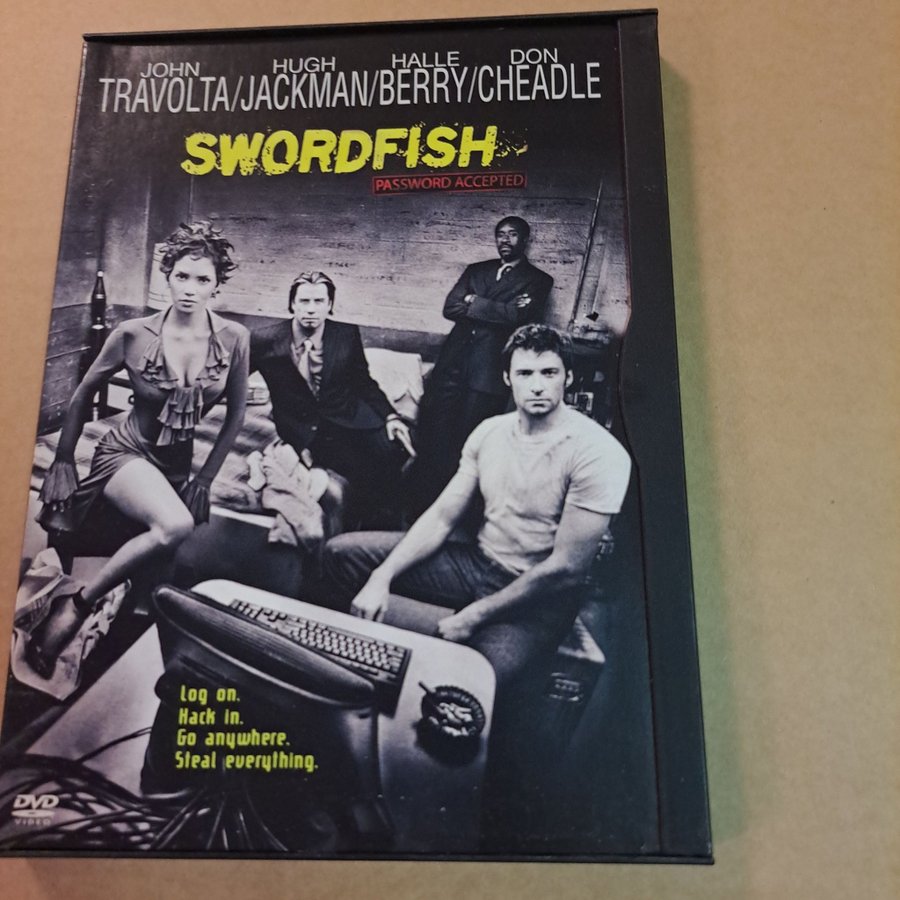 JOHN HUGH HALLE DON
TRAVOLTA/JACKMAN/BERRY/CHEADLE
SWORDFISH
PASSWORD ACCEPTED
Log on.
Hack in.
Go anywhere.
Steal everything.
DVD
VIDEO